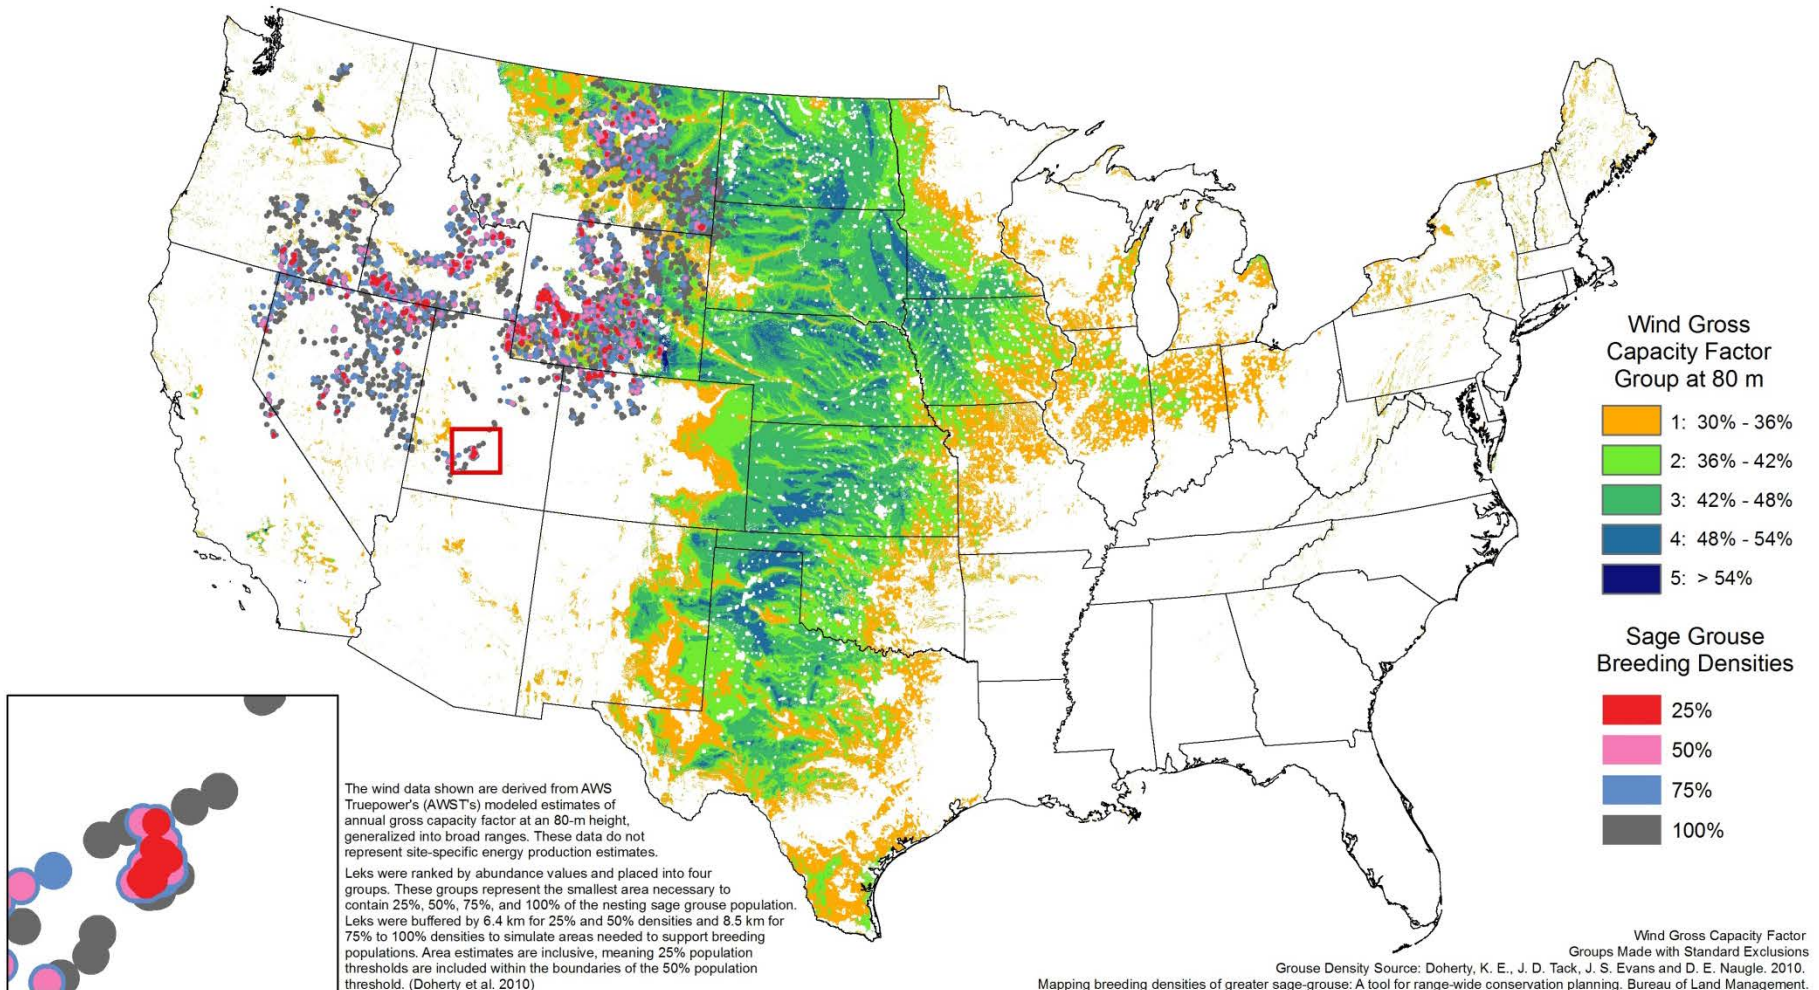 Wind Gross
Capacity Factor
Group at 80 m
1: 30% - 36%
2: 36% - 42%
3: 42% - 48%
4: 48% - 54%
5: > 54%
Sage Grouse
Breeding Densities
25%
50%
75%
100%
The wind data shown are derived from AWS
Truepower's (AWST's) modeled estimates of
annual gross capacity factor at an 80-m height,
generalized into broad ranges. These data do not
represent site-specific energy production estimates.
Leks were ranked by abundance values and placed into four
groups. These groups represent the smallest area necessary to
contain 25%, 50%, 75%, and 100% of the nesting sage grouse population.
Leks were buffered by 6.4 km for 25% and 50% densities and 8.5 km for
75% to 100% densities to simulate areas needed to support breeding
populations. Area estimates are inclusive, meaning 25% population
thresholds are included within the boundaries of the 50% population
threshold. (Doherty et al. 2010)
Wind Gross Capacity Factor
Groups Made with Standard Exclusions
Grouse Density Source: Doherty, K. E., J. D. Tack, J. S. Evans and D. E. Naugle. 2010.
Mapping breeding densities of greater sage-grouse: A tool for range-wide conservation planning. Bureau of Land Management.